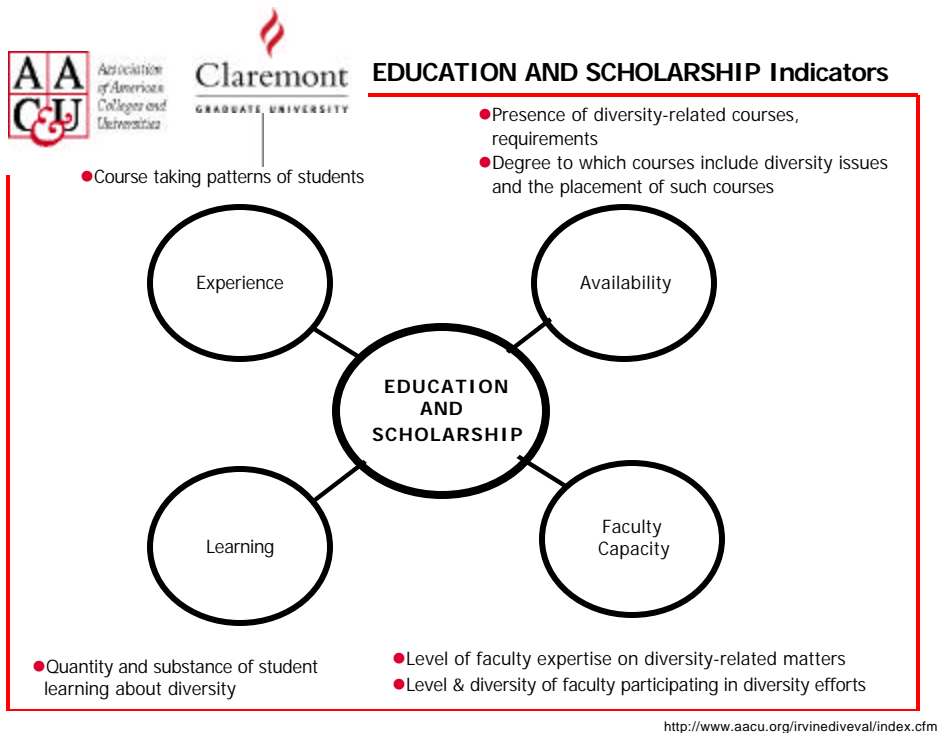 AAC&U
Association
of American
Colleges and
Universities
Claremont
GRADUATE UNIVERSITY
EDUCATION AND SCHOLARSHIP Indicators
●Presence of diversity-related courses,
requirements
●Degree to which courses include diversity issues
and the placement of such courses
●Course taking patterns of students
Experience
Availability
EDUCATION
AND
SCHOLARSHIP
Learning
Faculty
Capacity
●Quantity and substance of student
learning about diversity
●Level of faculty expertise on diversity-related matters
●Level & diversity of faculty participating in diversity efforts
http://www.aacu.org/irvinediveval/index.cfm